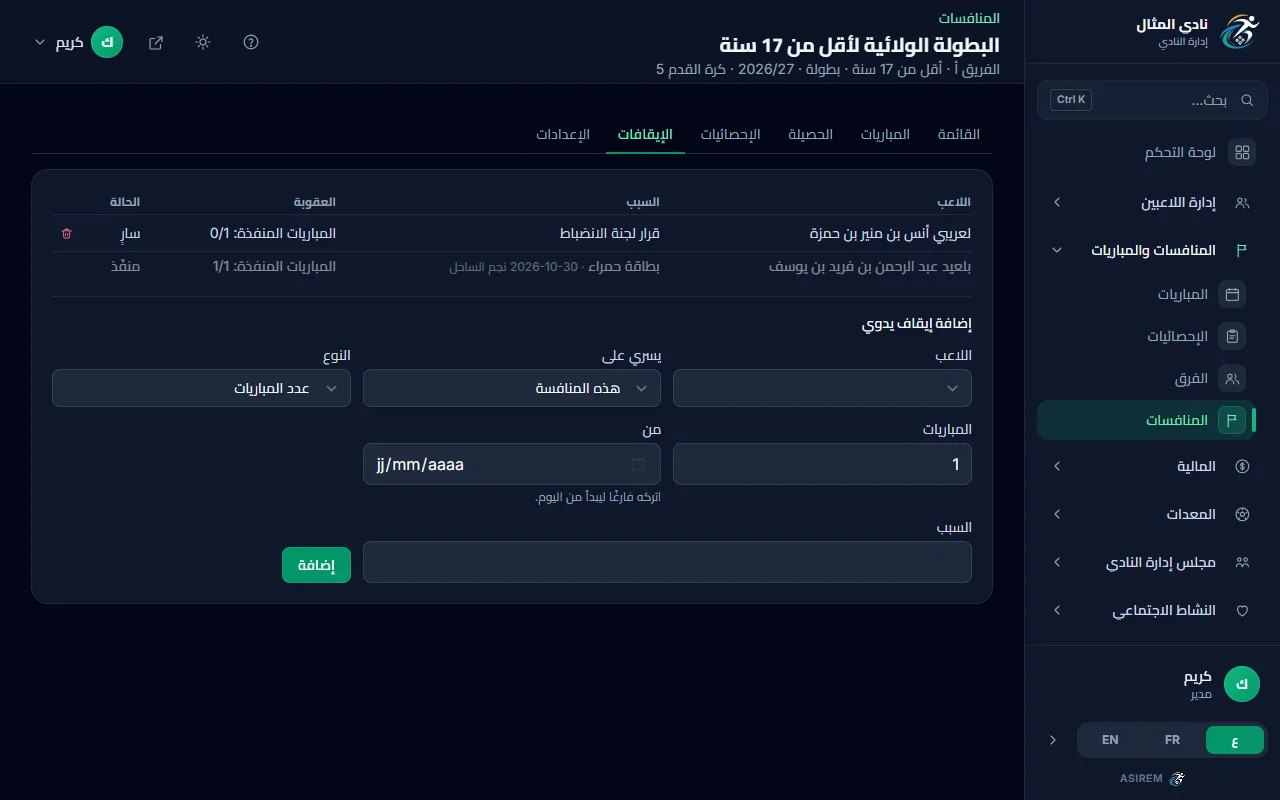 نادي المثال
إدارة النادي
بحث...
Ctrl K
لوحة التحكم
إدارة اللاعبين
المنافسات والمباريات
المباريات
الإحصائيات
الفرق
المنافسات
المالية
المعدات
مجلس إدارة النادي
النشاط الاجتماعي
ك
كريم
مدير
ع
FR
EN
ASIREM
المنافسات
البطولة الولائية لأقل من 17 سنة
الفريق أ · أقل من 17 سنة · بطولة · 2026/27 · كرة القدم 5
ك
كريم
القائمة
المباريات
الحصيلة
الإحصائيات
الإيقافات
الإعدادات
اللاعب السبب العقوبة الحالة
لعريبي أنس بن منير بن حمزة قرار لجنة الانضباط المباريات المنفذة: 0/1 سارٍ
بلعيد عبد الرحمن بن فريد بن يوسف بطاقة حمراء · 30-10-2026 نجم الساحل المباريات المنفذة: 1/1 منفّذ
إضافة إيقاف يدوي
اللاعب
يسري على
هذه المنافسة
النوع
عدد المباريات
المباريات
1
من
jj/mm/aaaa
اتركه فارغًا ليبدأ من اليوم.
السبب
إضافة